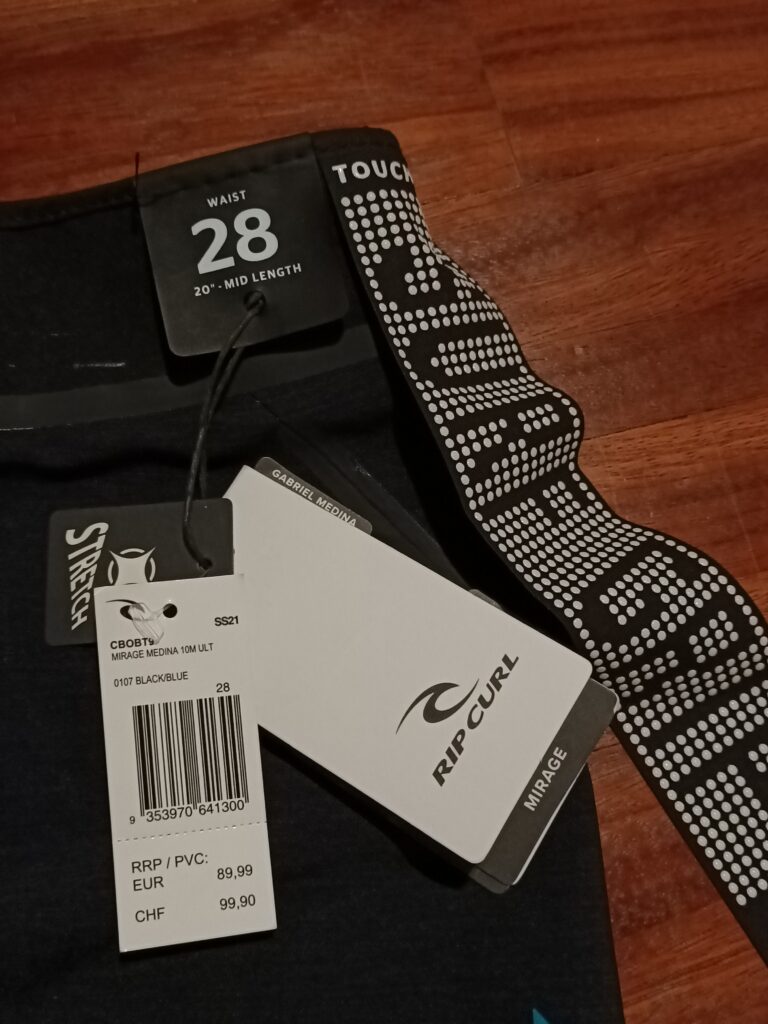 WAIST
28
20" - MID LENGTH
TOUCH
GABRIEL MEDINA
STRETCH
SS21
CBOBT9
MIRAGE MEDINA 10M ULT
0107 BLACK/BLUE
28
9 353970 641300
RRP / PVC:
EUR 89,99
CHF 99,90
RIP CURL
MIRAGE